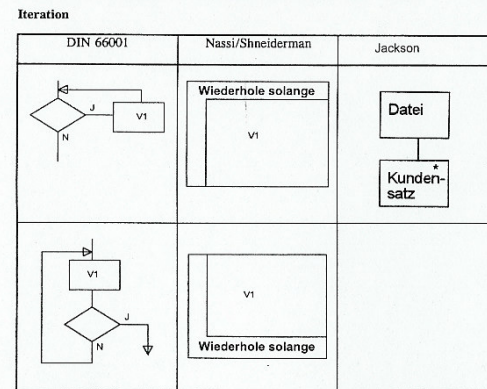 Iteration
DIN 66001
Nassi/Shneiderman
Jackson
J
V1
N
Wiederhole solange
V1
Datei
*
Kunden-
satz
V1
J
N
V1
Wiederhole solange